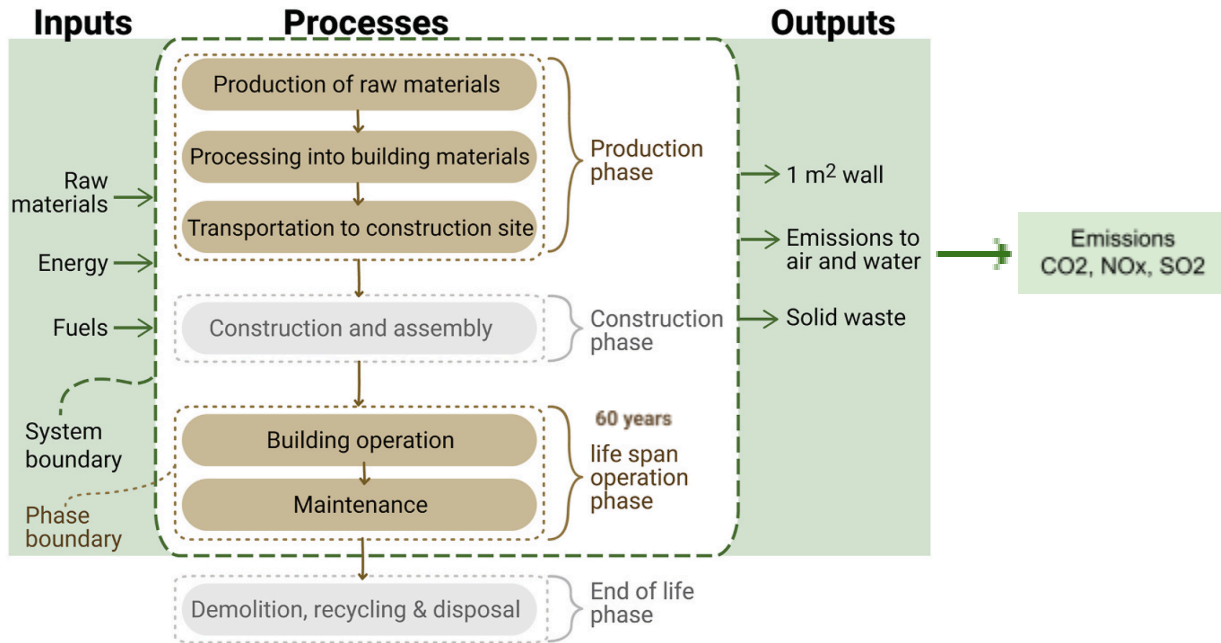 Inputs
Processes
Outputs
Production of raw materials
Processing into building materials
Transportation to construction site
Production
phase
Raw
materials
Energy
Fuels
System
boundary
Phase
boundary
Construction and assembly
Construction
phase
Building operation
Maintenance
60 years
life span
operation
phase
Demolition, recycling & disposal
End of life
phase
1 m² wall
Emissions to
air and water
Solid waste
Emissions
CO2, NOx, SO2